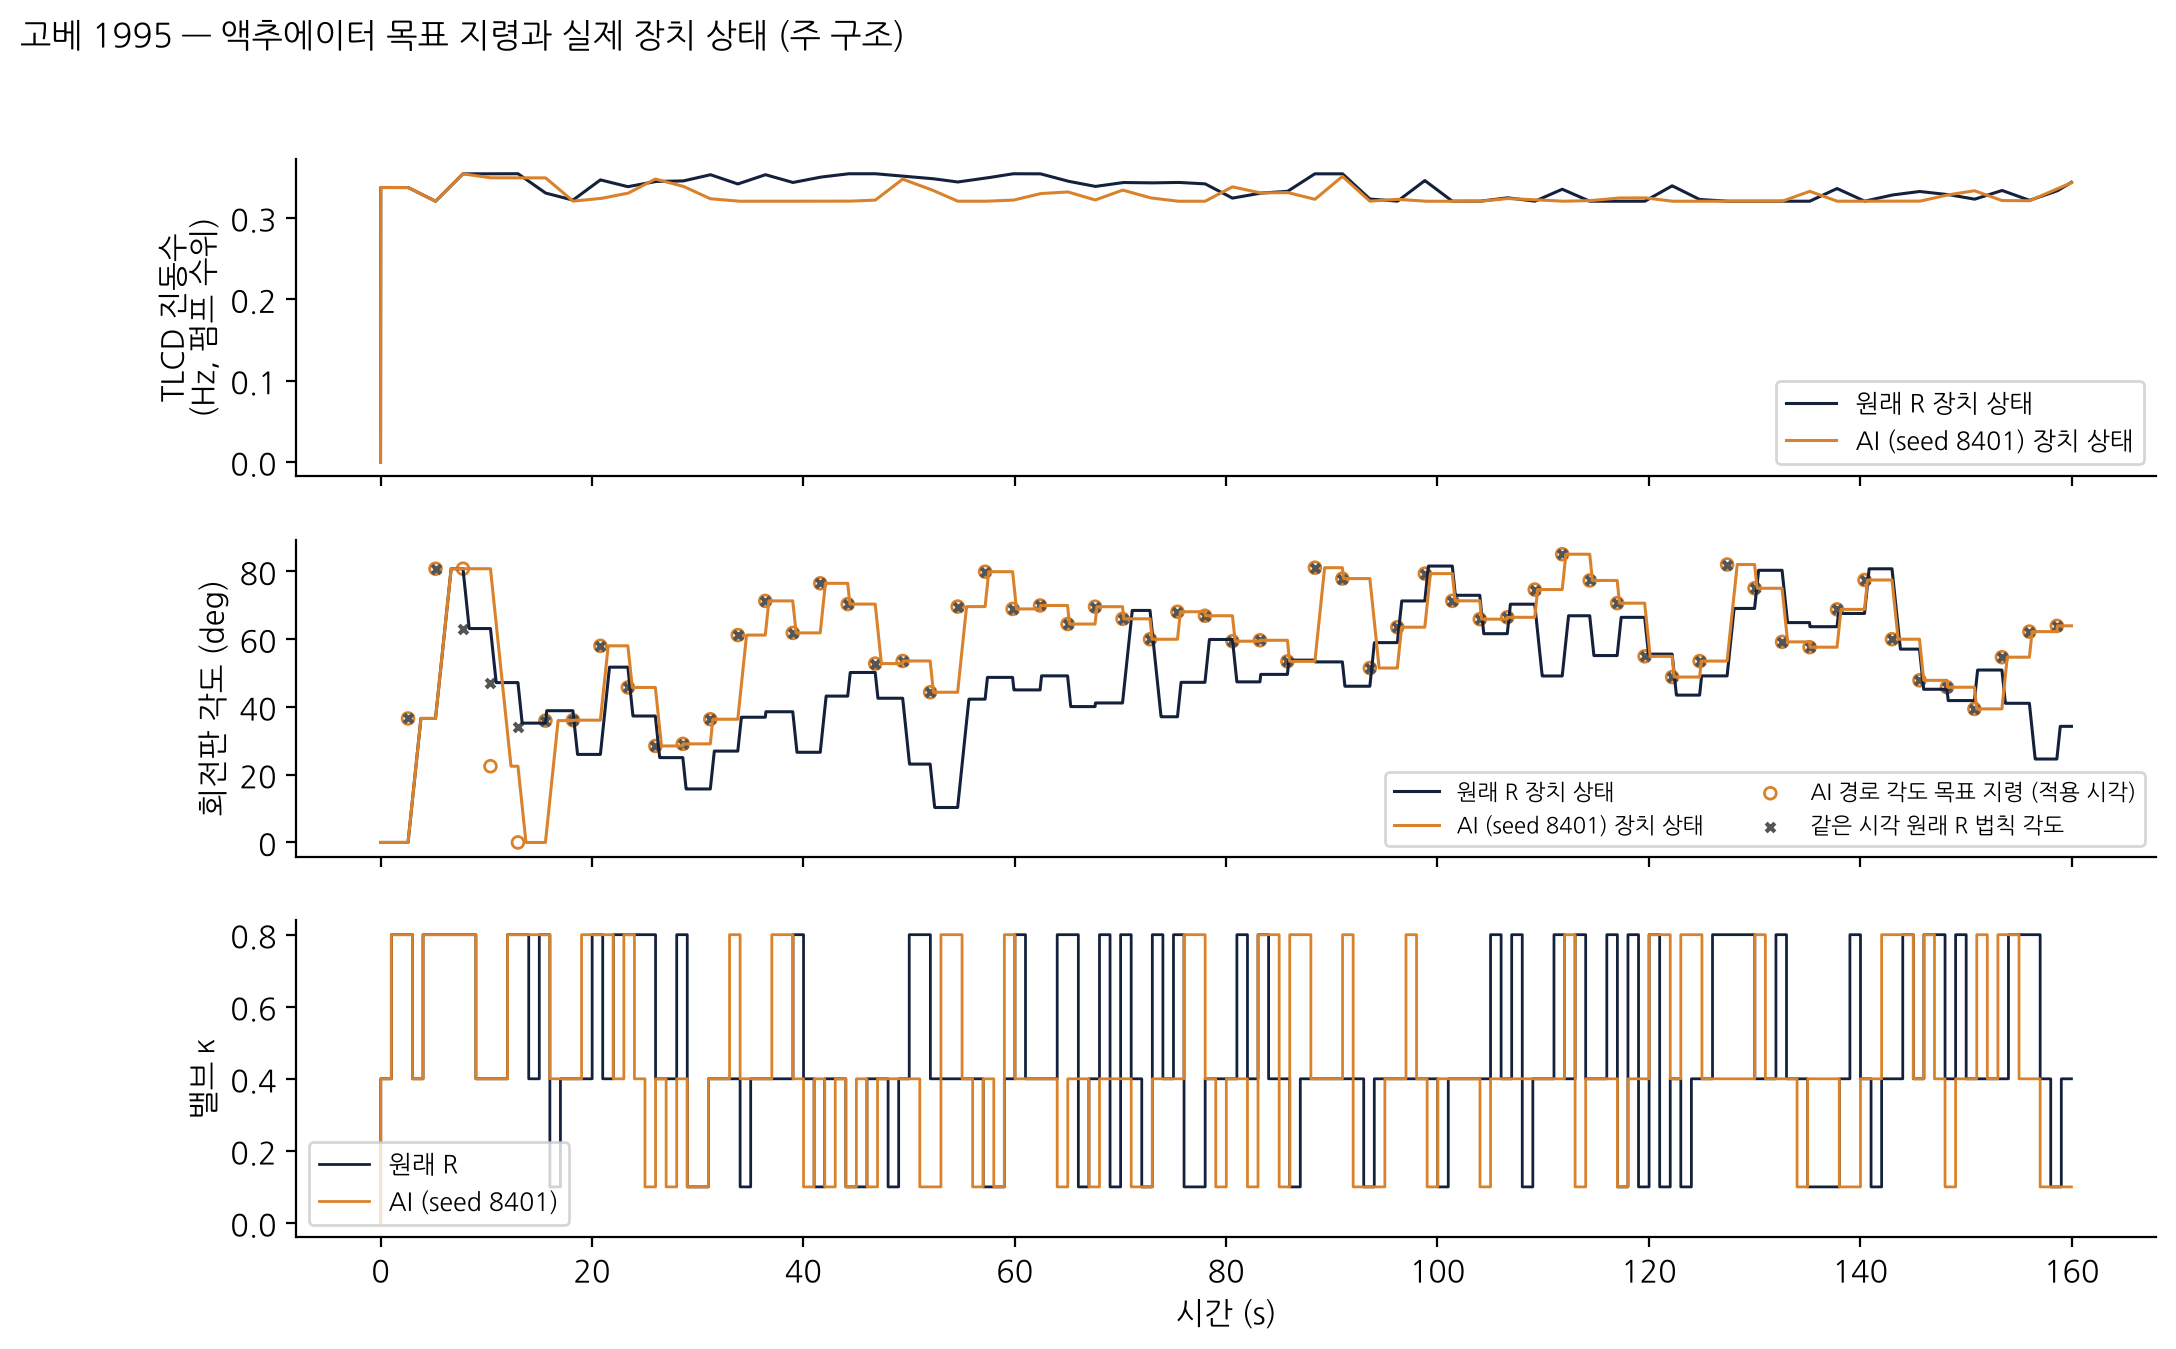 고베 1995 — 액추에이터 목표 지령과 실제 장치 상태 (주 구조)
TLCD 진동수
(Hz, 펌프 수위)
0.3
0.2
0.1
0.0
원래 R 장치 상태
AI (seed 8401) 장치 상태
회전판 각도 (deg)
80
60
40
20
0
원래 R 장치 상태
AI (seed 8401) 장치 상태
AI 경로 각도 목표 지령 (적용 시각)
같은 시각 원래 R 법칙 각도
밸브 κ
0.8
0.6
0.4
0.2
0.0
원래 R
AI (seed 8401)
0 20 40 60 80 100 120 140 160
시간 (s)